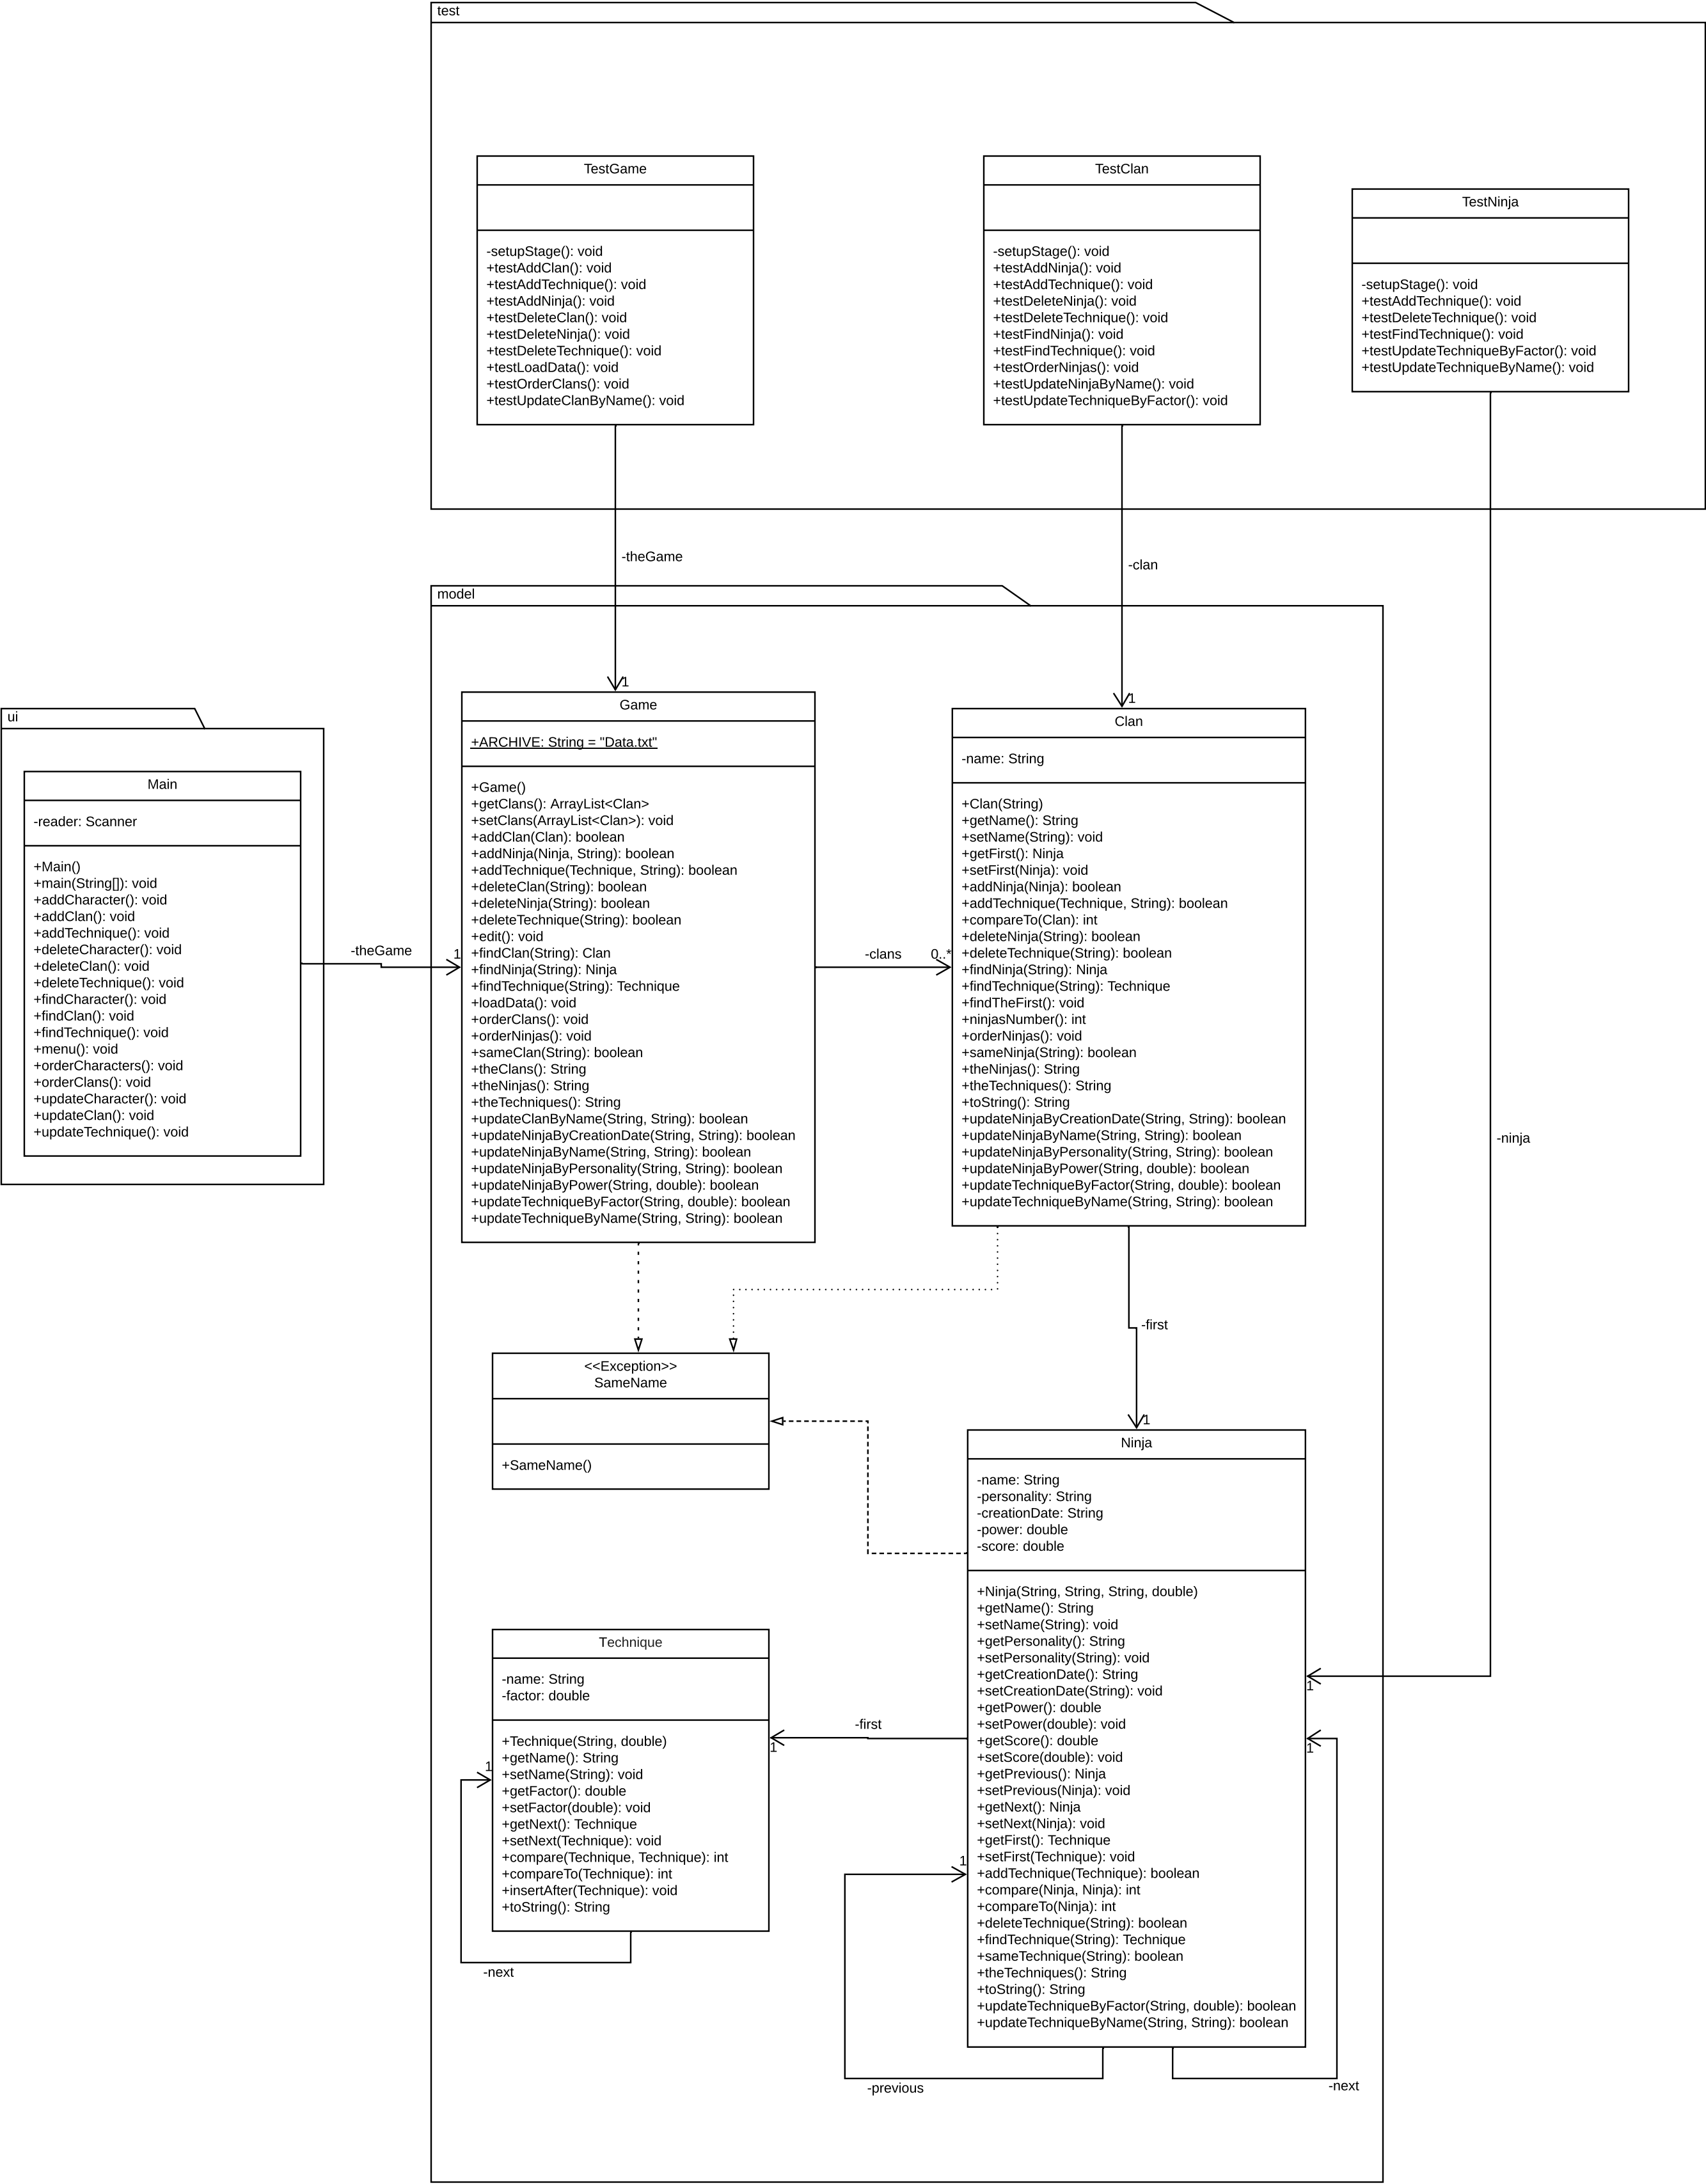 test
TestGame
-setupStage(): void
+testAddClan(): void
+testAddTechnique(): void
+testAddNinja(): void
+testDeleteClan(): void
+testDeleteNinja(): void
+testDeleteTechnique(): void
+testLoadData(): void
+testOrderClans(): void
+testUpdateClanByName(): void
TestClan
-setupStage(): void
+testAddNinja(): void
+testAddTechnique(): void
+testDeleteNinja(): void
+testDeleteTechnique(): void
+testFindNinja(): void
+testFindTechnique(): void
+testOrderNinjas(): void
+testUpdateNinjaByName(): void
+testUpdateTechniqueByFactor(): void
TestNinja
-setupStage(): void
+testAddTechnique(): void
+testDeleteTechnique(): void
+testFindTechnique(): void
+testUpdateTechniqueByFactor(): void
+testUpdateTechniqueByName(): void
-theGame
1
-clan
1
-ninja
1
ui
Main
-reader: Scanner
+Main()
+main(String[]): void
+addCharacter(): void
+addClan(): void
+addTechnique(): void
+deleteCharacter(): void
+deleteClan(): void
+deleteTechnique(): void
+findCharacter(): void
+findClan(): void
+findTechnique(): void
+menu(): void
+orderCharacters(): void
+orderClans(): void
+updateCharacter(): void
+updateClan(): void
+updateTechnique(): void
-theGame
1
model
Game
+ARCHIVE: String = "Data.txt"
+Game()
+getClans(): ArrayList<Clan>
+setClans(ArrayList<Clan>): void
+addClan(Clan): boolean
+addNinja(Ninja, String): boolean
+addTechnique(Technique, String): boolean
+deleteClan(String): boolean
+deleteNinja(String): boolean
+deleteTechnique(String): boolean
+edit(): void
+findClan(String): Clan
+findNinja(String): Ninja
+findTechnique(String): Technique
+loadData(): void
+orderClans(): void
+orderNinjas(): void
+sameClan(String): boolean
+theClans(): String
+theNinjas(): String
+theTechniques(): String
+updateClanByName(String, String): boolean
+updateNinjaByCreationDate(String, String): boolean
+updateNinjaByName(String, String): boolean
+updateNinjaByPersonality(String, String): boolean
+updateNinjaByPower(String, double): boolean
+updateTechniqueByFactor(String, double): boolean
+updateTechniqueByName(String, String): boolean
-clans
0..*
Clan
-name: String
+Clan(String)
+getName(): String
+setName(String): void
+getFirst(): Ninja
+setFirst(Ninja): void
+addNinja(Ninja): boolean
+addTechnique(Technique, String): boolean
+compareTo(Clan): int
+deleteNinja(String): boolean
+deleteTechnique(String): boolean
+findNinja(String): Ninja
+findTechnique(String): Technique
+findTheFirst(): void
+ninjasNumber(): int
+orderNinjas(): void
+sameNinja(String): boolean
+theNinjas(): String
+theTechniques(): String
+toString(): String
+updateNinjaByCreationDate(String, String): boolean
+updateNinjaByName(String, String): boolean
+updateNinjaByPersonality(String, String): boolean
+updateNinjaByPower(String, double): boolean
+updateTechniqueByFactor(String, double): boolean
+updateTechniqueByName(String, String): boolean
-first
1
<<Exception>>
SameName
+SameName()
Ninja
-name: String
-personality: String
-creationDate: String
-power: double
-score: double
+Ninja(String, String, String, double)
+getName(): String
+setName(String): void
+getPersonality(): String
+setPersonality(String): void
+getCreationDate(): String
+setCreationDate(String): void
+getPower(): double
+setPower(double): void
+getScore(): double
+setScore(double): void
+getPrevious(): Ninja
+setPrevious(Ninja): void
+getNext(): Ninja
+setNext(Ninja): void
+getFirst(): Technique
+setFirst(Technique): void
+addTechnique(Technique): boolean
+compare(Ninja, Ninja): int
+compareTo(Ninja): int
+deleteTechnique(String): boolean
+findTechnique(String): Technique
+sameTechnique(String): boolean
+theTechniques(): String
+toString(): String
+updateTechniqueByFactor(String, double): boolean
+updateTechniqueByName(String, String): boolean
-first
1
Technique
-name: String
-factor: double
+Technique(String, double)
+getName(): String
+setName(String): void
+getFactor(): double
+setFactor(double): void
+getNext(): Technique
+setNext(Technique): void
+compare(Technique, Technique): int
+compareTo(Technique): int
+insertAfter(Technique): void
+toString(): String
1
-next
1
-previous
1
-next